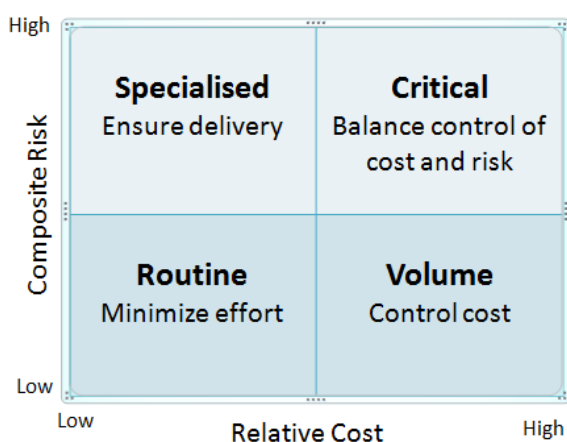 High
Specialised
Ensure delivery
Critical
Balance control of
cost and risk
Composite Risk
Routine
Minimize effort
Volume
Control cost
Low
Low
Relative Cost
High